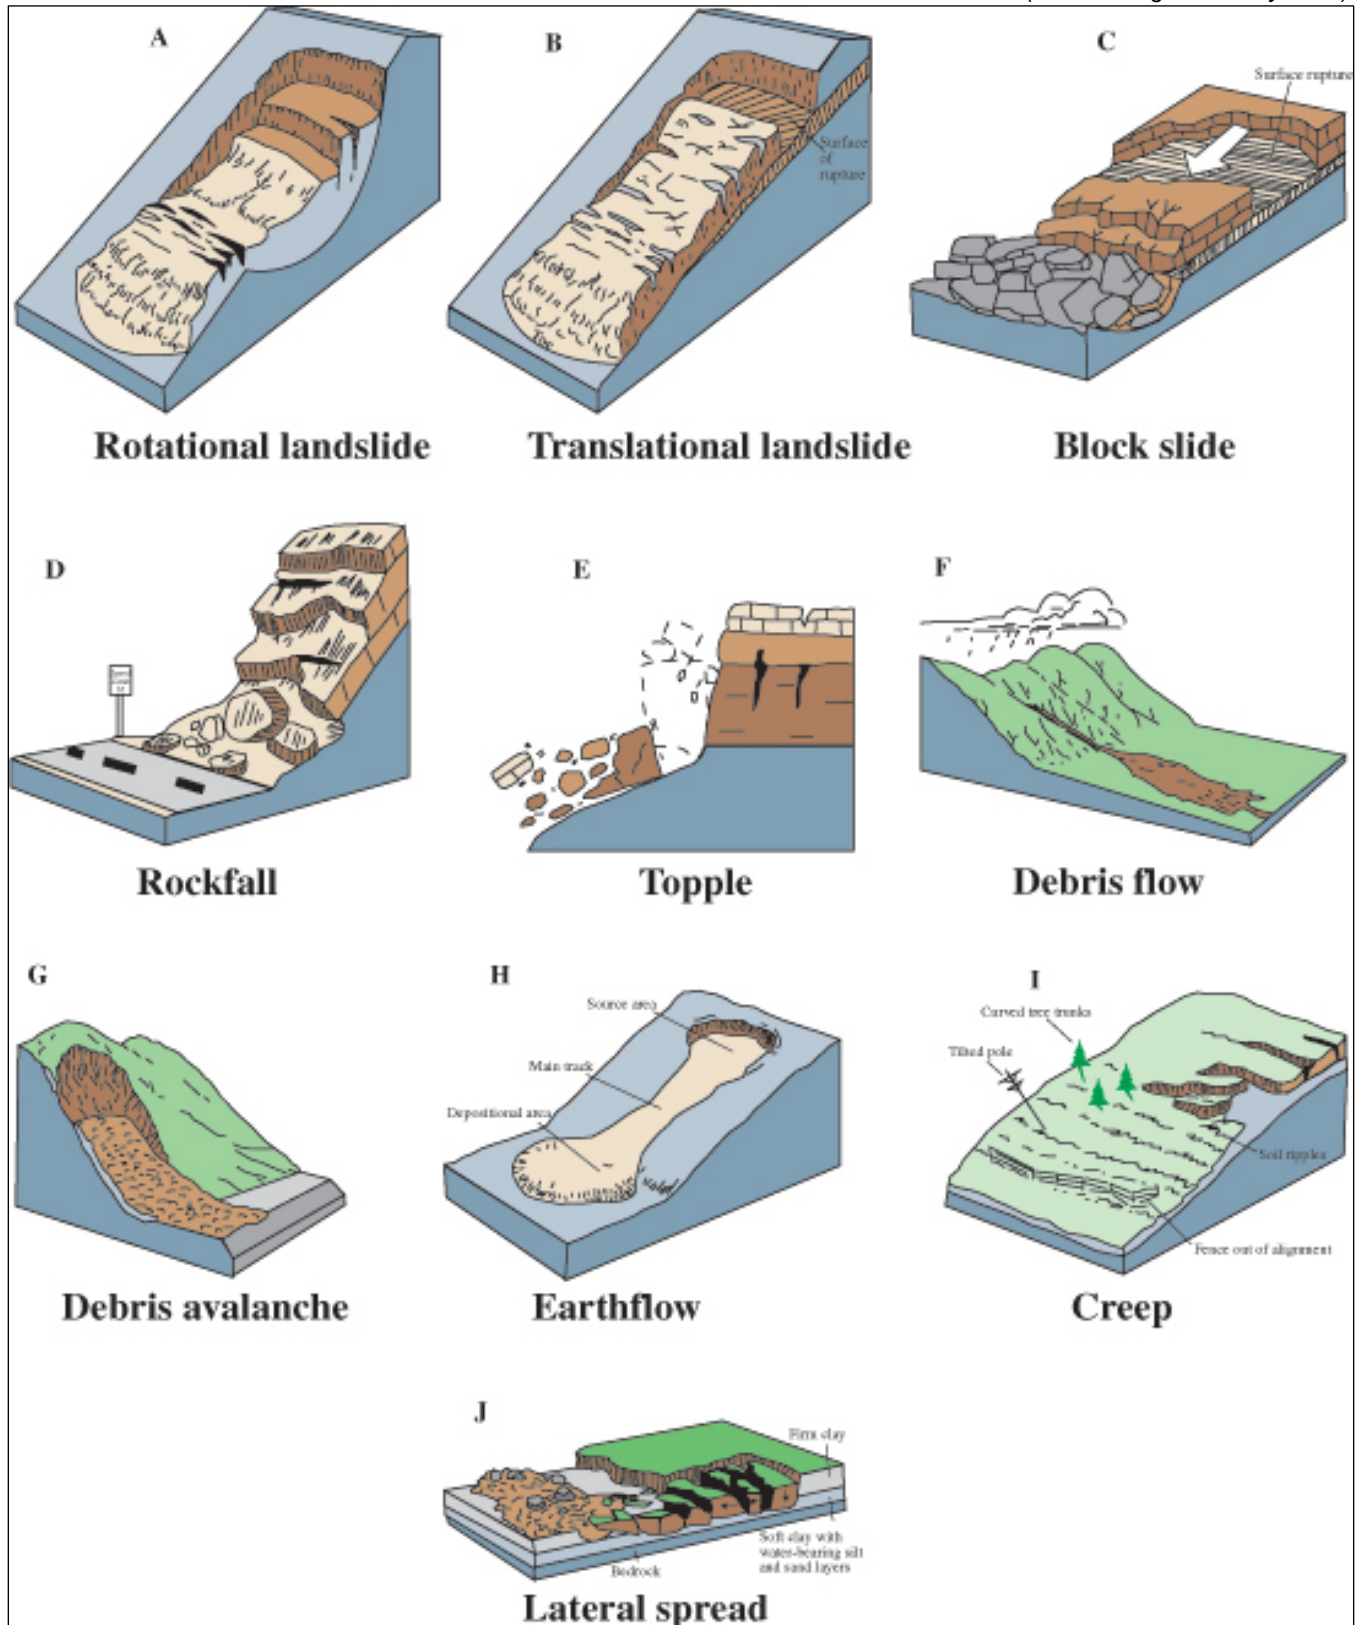 A
B
C
Surface rupture
Surface
of
rupture
Rotational landslide
Translational landslide
Block slide
D
E
F
Rockfall
Topple
Debris flow
G
H
I
Source area
Curved tree trunks
Tilted pole
Main track
Depositional area
Soil ripples
Fence out of alignment
Debris avalanche
Earthflow
Creep
J
Firm clay
Soft clay with
water-bearing silt
and sand layers
Bedrock
Lateral spread